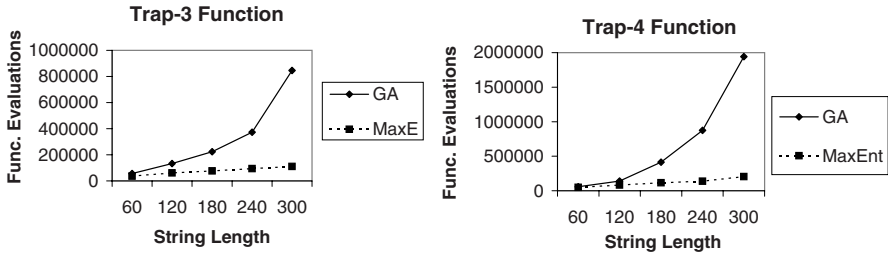 Trap-3 Function
Func. Evaluations
1000000
800000
600000
400000
200000
0
60 120 180 240 300
String Length
GA
MaxE
Trap-4 Function
Func. Evaluations
2000000
1500000
1000000
500000
0
60 120 180 240 300
String Length
GA
MaxEnt